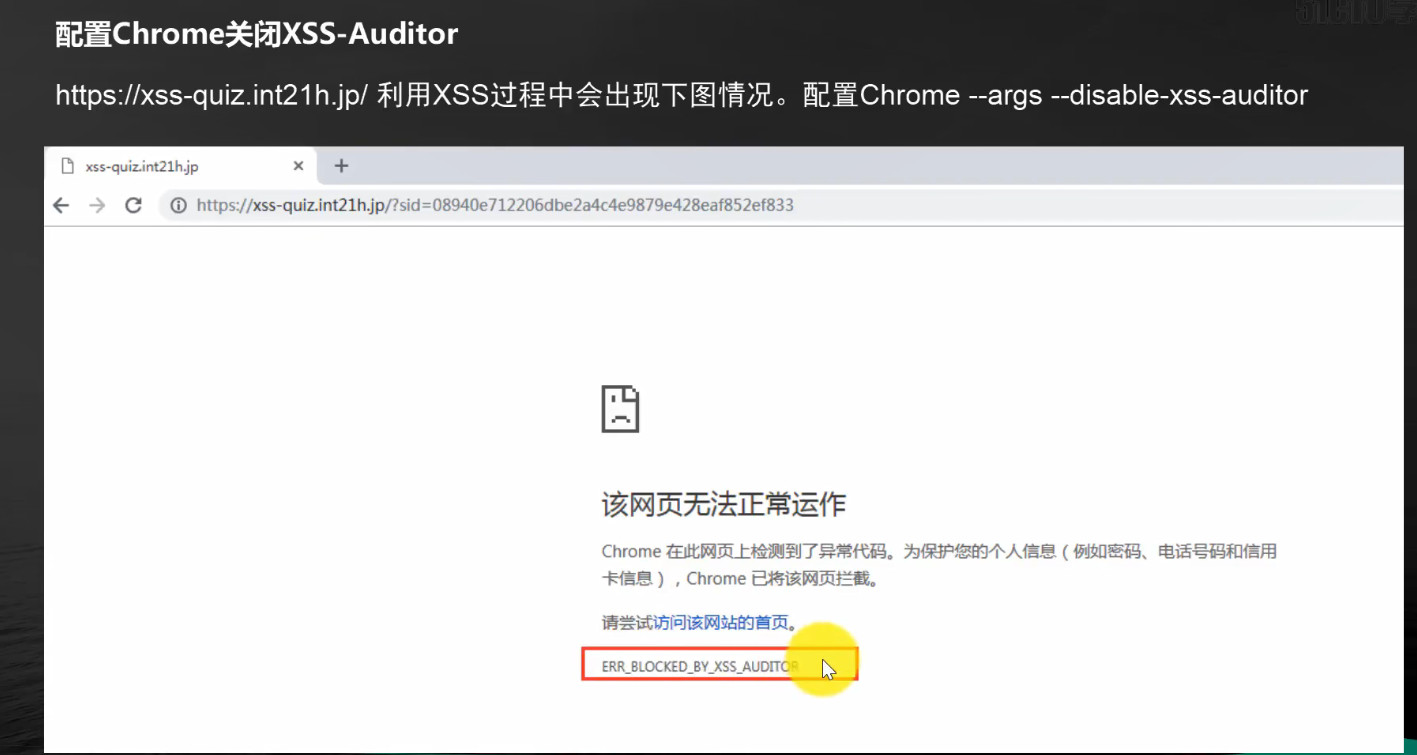 配置Chrome关闭XSS-Auditor
https://xss-quiz.int21h.jp/ 利用XSS过程中会出现下图情况。配置Chrome --args --disable-xss-auditor
xss-quiz.int21h.jp
https://xss-quiz.int21h.jp/?sid=08940e712206dbe2a4c4e9879e428eaf852ef833
该网页无法正常运作
Chrome 在此网页上检测到了异常代码。为保护您的个人信息（例如密码、电话号码和信用
卡信息），Chrome 已将该网页拦截。
请尝试访问该网站的首页。
ERR_BLOCKED_BY_XSS_AUDITOR